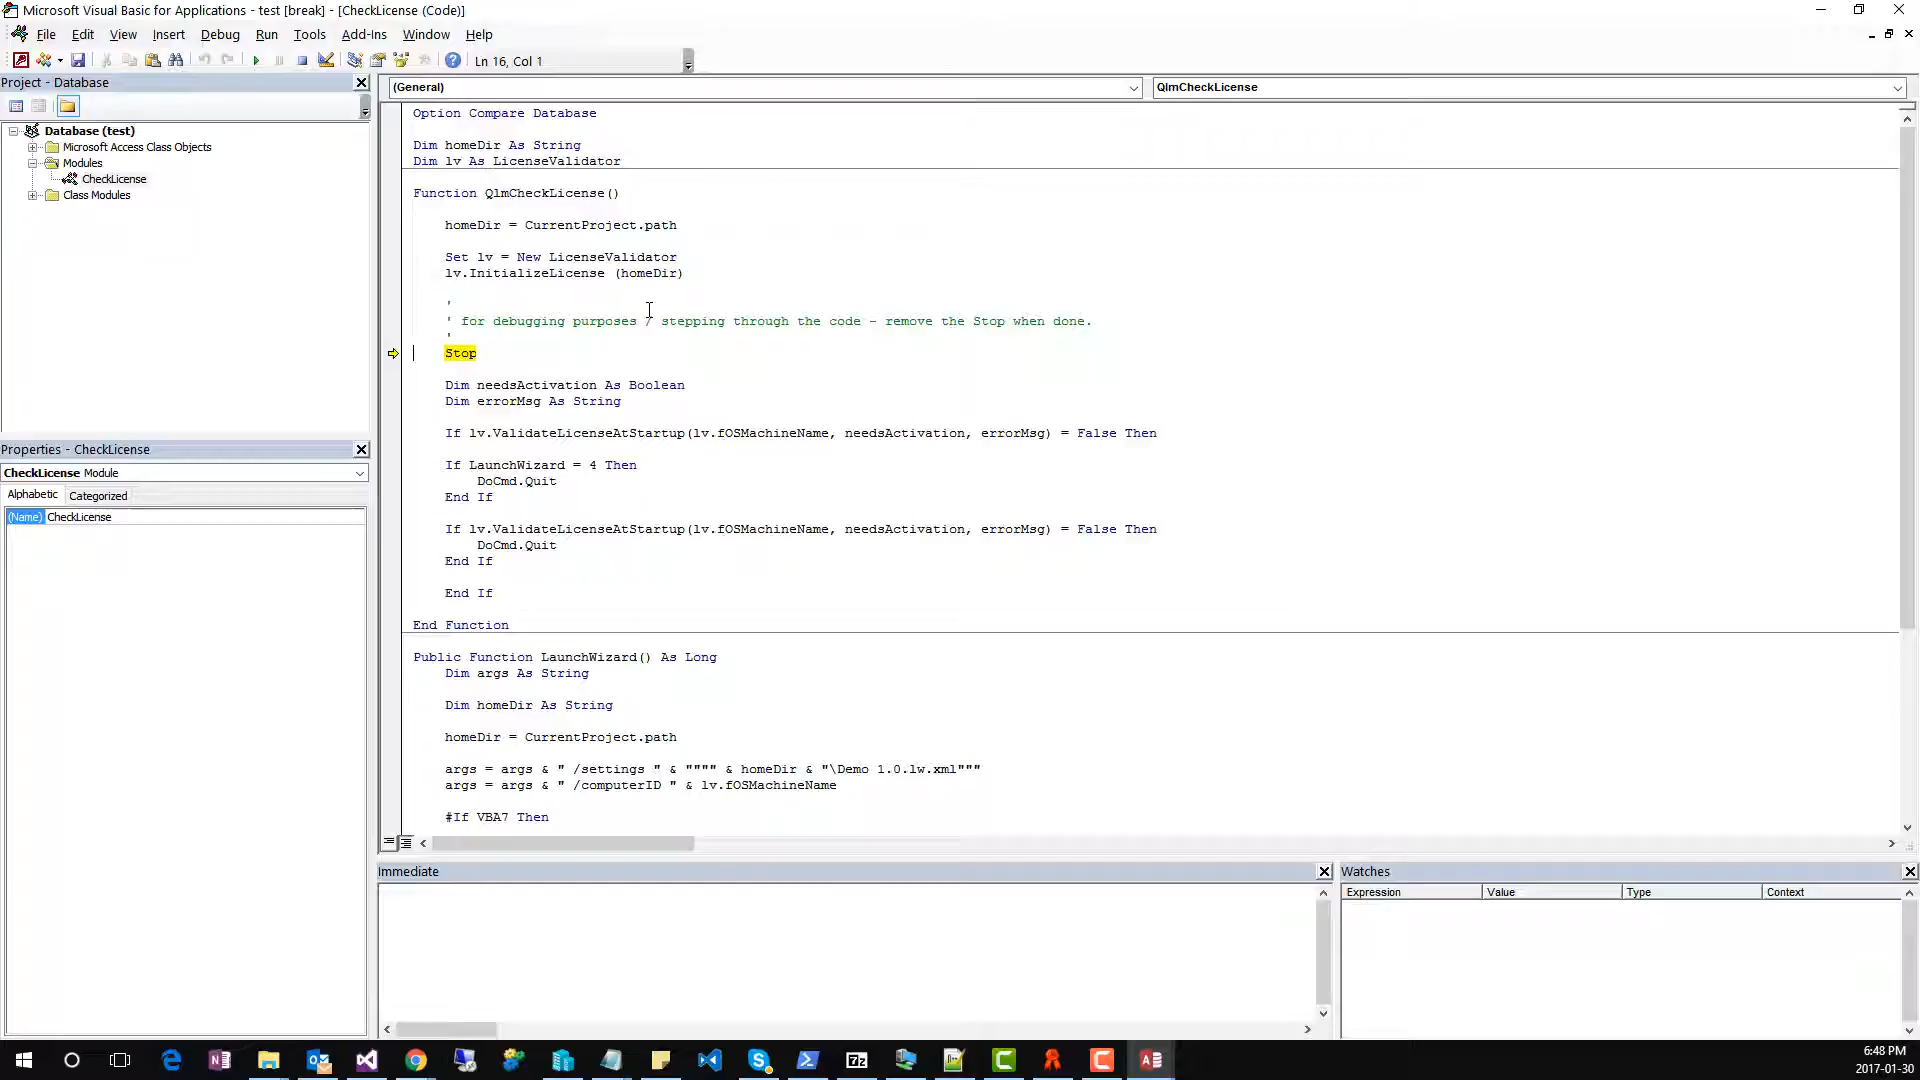 Microsoft Visual Basic for Applications - test [break] - [CheckLicense (Code)]
File Edit View Insert Format Debug Run Tools Add-Ins Window Help
Ln 16, Col 1
Project - Database
Database (test)
Microsoft Access Class Objects
Modules
CheckLicense
Class Modules
Properties - CheckLicense
CheckLicense Module
Alphabetic Categorized
(Name) CheckLicense
(General) QlmCheckLicense
Option Compare Database
Dim homeDir As String
Dim lv As LicenseValidator
Function QlmCheckLicense()
homeDir = CurrentProject.path
Set lv = New LicenseValidator
lv.InitializeLicense (homeDir)
'
' for debugging purposes / stepping through the code - remove the Stop when done.
'
Stop
Dim needsActivation As Boolean
Dim errorMsg As String
If lv.ValidateLicenseAtStartup(lv.fOSMachineName, needsActivation, errorMsg) = False Then
If LaunchWizard = 4 Then
DoCmd.Quit
End If
If lv.ValidateLicenseAtStartup(lv.fOSMachineName, needsActivation, errorMsg) = False Then
DoCmd.Quit
End If
End If
End Function
Public Function LaunchWizard() As Long
Dim args As String
Dim homeDir As String
homeDir = CurrentProject.path
args = args & " /settings " & """" & homeDir & "\Demo 1.0.lw.xml"""
args = args & " /computerID " & lv.fOSMachineName
#If VBA7 Then
Immediate
Watches
Expression Value Type Context
7z
6:48 PM
2017-01-30